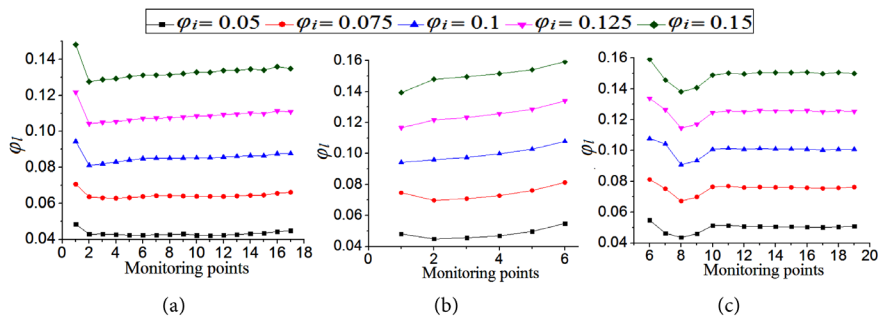 φi= 0.05 φi= 0.075 φi= 0.1 φi= 0.125 φi= 0.15
0.14
0.12
0.10
0.08
0.06
0.04
φl
0 2 4 6 8 10 12 14 16 18
Monitoring points
(a)
0.16
0.14
0.12
0.10
0.08
0.06
0.04
φl
0 2 4 6
Monitoring points
(b)
0.16
0.14
0.12
0.10
0.08
0.06
0.04
φl
6 8 10 12 14 16 18 20
Monitoring points
(c)